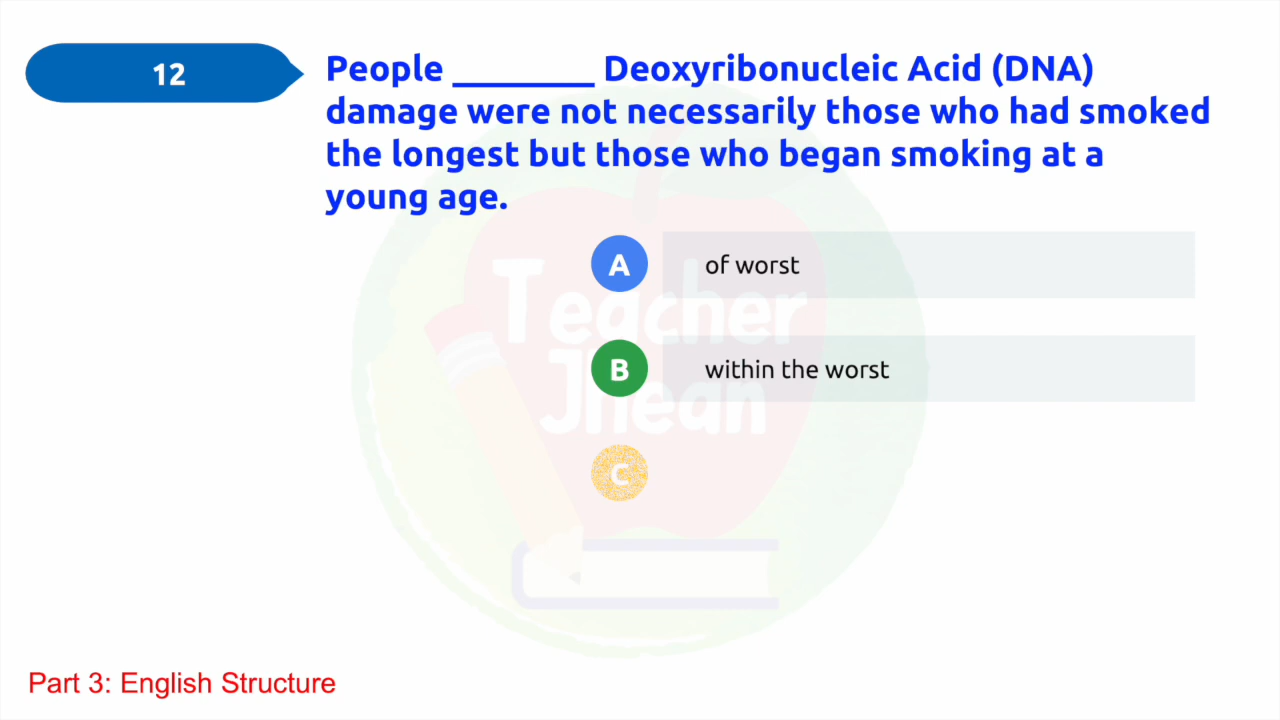 12
People ________ Deoxyribonucleic Acid (DNA)
damage were not necessarily those who had smoked
the longest but those who began smoking at a
young age.
A of worst
B within the worst
C
Teacher
Jhean
Part 3: English Structure